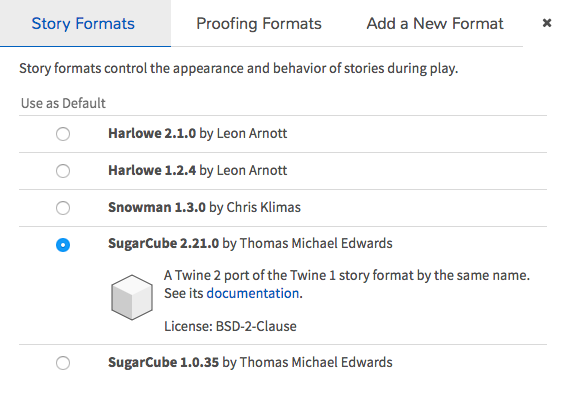 Story Formats Proofing Formats Add a New Format ×
Story formats control the appearance and behavior of stories during play.
Use as Default
Harlowe 2.1.0 by Leon Arnott
Harlowe 1.2.4 by Leon Arnott
Snowman 1.3.0 by Chris Klimas
SugarCube 2.21.0 by Thomas Michael Edwards
A Twine 2 port of the Twine 1 story format by the same name.
See its documentation.
License: BSD-2-Clause
SugarCube 1.0.35 by Thomas Michael Edwards